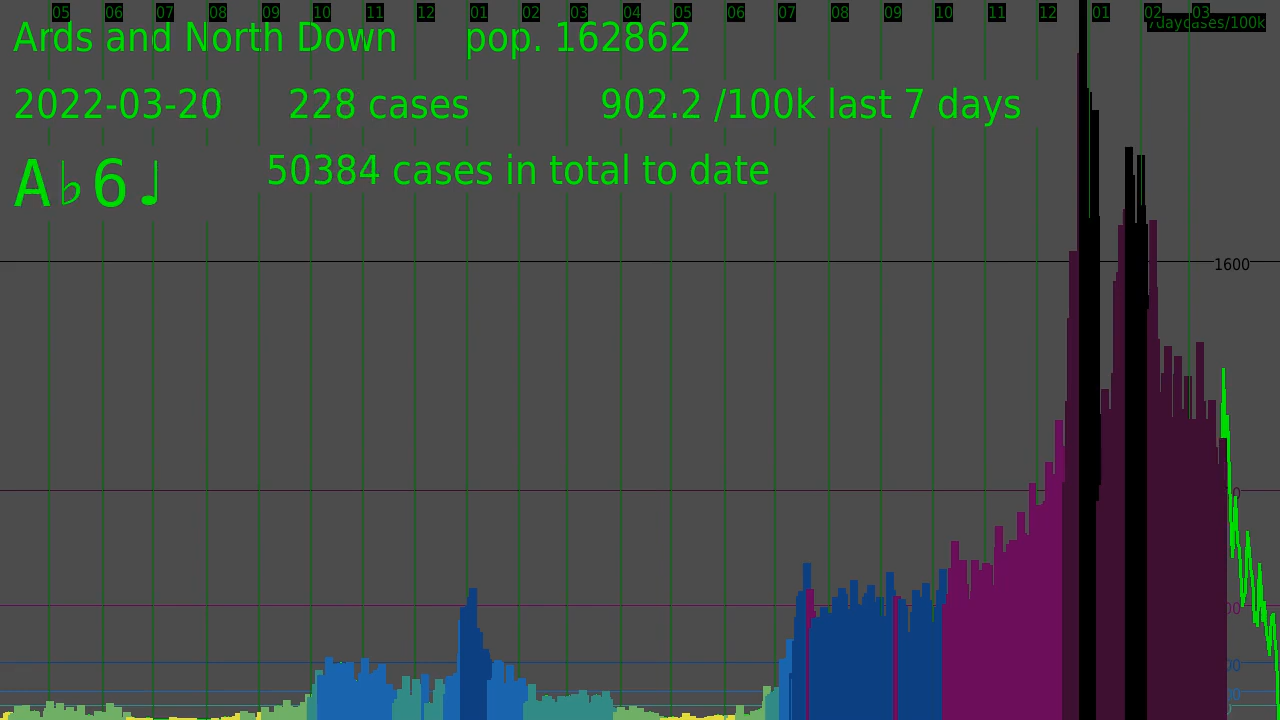 05 06 07 08 09 10 11 12 01 02 03 04 05 06 07 08 09 10 11 12 01 02 03
7daycases/100k
Ards and North Down pop. 162862
2022-03-20 228 cases 902.2 /100k last 7 days
A♭6♩ 50384 cases in total to date
1600